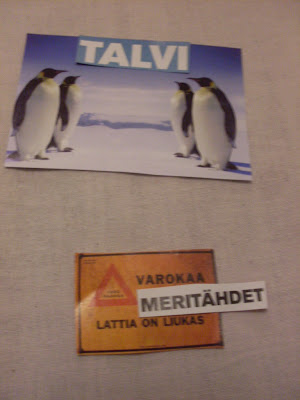 TALVI
VAROKAA
MERITÄHDET
LATTIA ON LIUKAS